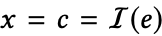 x = c = ℐ(e)